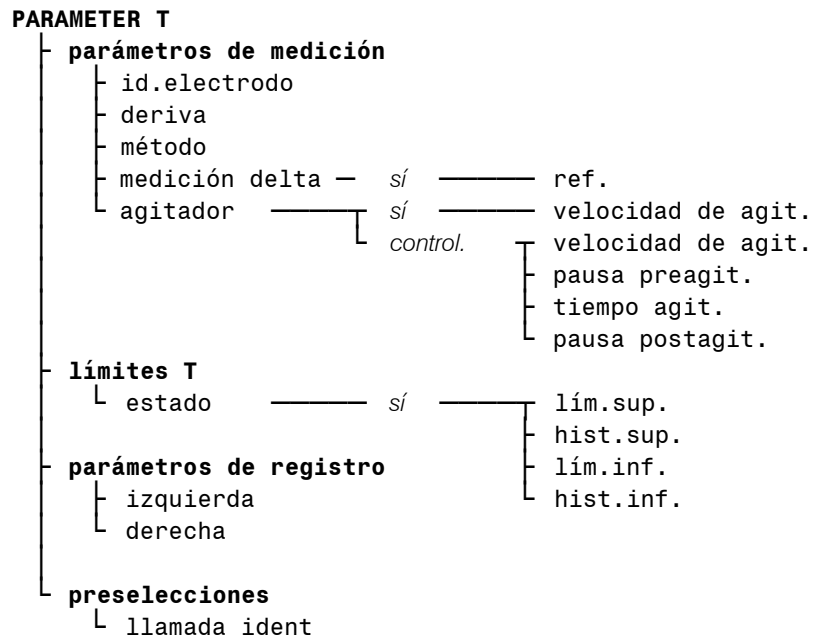 PARAMETER T
parámetros de medición
id.electrodo
deriva
método
medición delta sí ref.
agitador sí velocidad de agit.
control. velocidad de agit.
pausa preagit.
tiempo agit.
pausa postagit.
límites T
estado sí lím.sup.
hist.sup.
parámetros de registro lím.inf.
izquierda hist.inf.
derecha
preselecciones
llamada ident